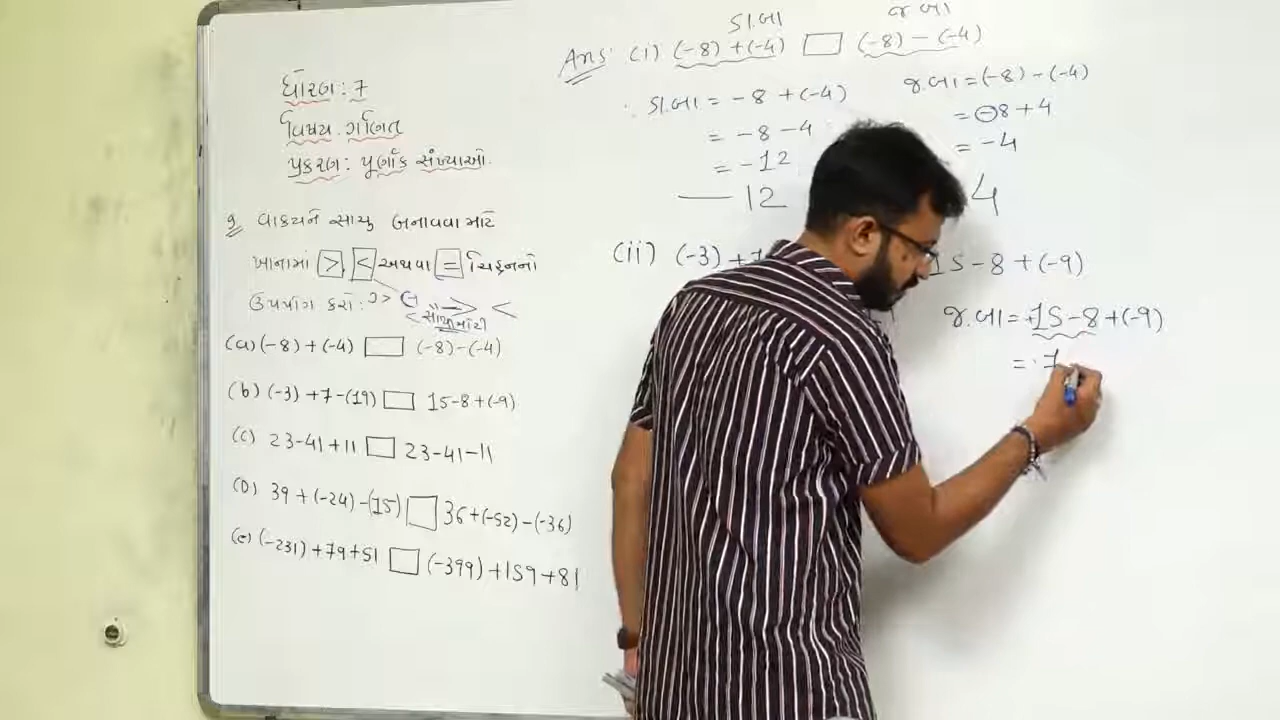 ધોરણ : 7
વિષય : ગણિત
પ્રકરણ : પૂર્ણાંક સંખ્યાઓ.
9 વાક્યને સાચુ બનાવવા માટે
ખાનામાં > < અથવા = ચિહ્નનો
ઉપયોગ કરો :
> <
(a) (-8) + (-4) □ (-8) - (-4)
(b) (-3) + 7 - (19) □ 15 - 8 + (-9)
(c) 23 - 41 + 11 □ 23 - 41 - 11
(D) 39 + (-24) - (15) □ 36 + (-52) - (-36)
(e) (-231) + 79 + 51 □ (-399) + 159 + 81
ડા.બા જ.બા
Ans: (i) (-8) + (-4) □ (-8) - (-4)
ડા.બા = -8 + (-4)
= -8 - 4
= -12
— 12
જ.બા = (-8) - (-4)
= -8 + 4
= -4
4
(ii) (-3) + 15 - 8 + (-9)
જ.બા = +15 - 8 + (-9)
= 7